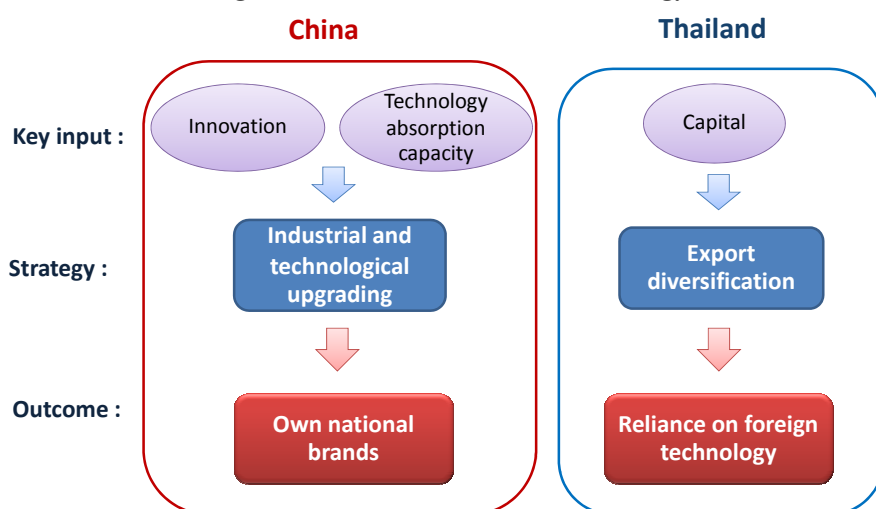 China Thailand
Key input :
Innovation
Technology
absorption
capacity
Capital
Strategy :
Industrial and
technological
upgrading
Export
diversification
Outcome :
Own national
brands
Reliance on foreign
technology